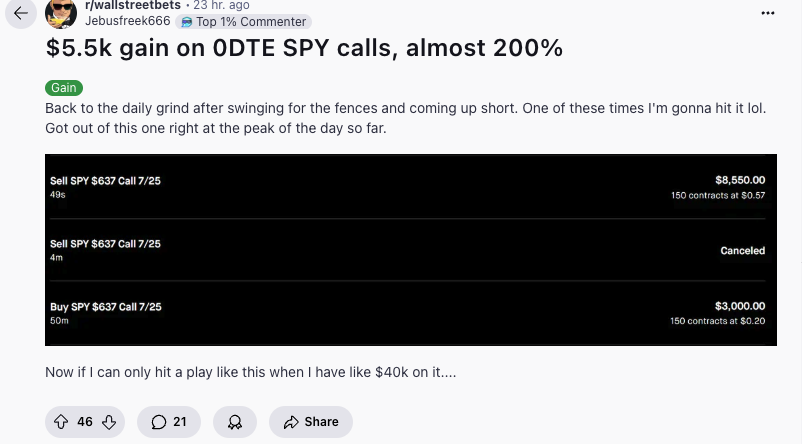 r/wallstreetbets • 23 hr. ago
Jebusfreek666 Top 1% Commenter
$5.5k gain on 0DTE SPY calls, almost 200%
Gain
Back to the daily grind after swinging for the fences and coming up short. One of these times I'm gonna hit it lol.
Got out of this one right at the peak of the day so far.
Sell SPY $637 Call 7/25 $8,550.00
49s 150 contracts at $0.57
Sell SPY $637 Call 7/25
4m Canceled
Buy SPY $637 Call 7/25 $3,000.00
50m 150 contracts at $0.20
Now if I can only hit a play like this when I have like $40k on it....
46 21 Share